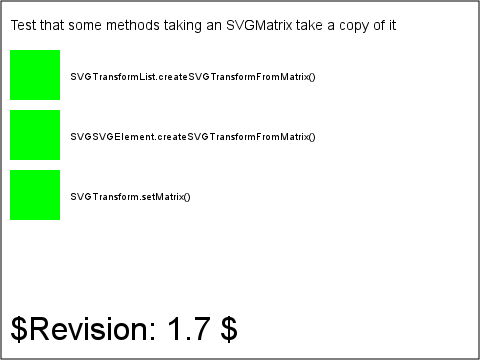 Test that some methods taking an SVGMatrix take a copy of it
SVGTransformList.createSVGTransformFromMatrix()
SVGSVGElement.createSVGTransformFromMatrix()
SVGTransform.setMatrix()
$Revision: 1.7 $